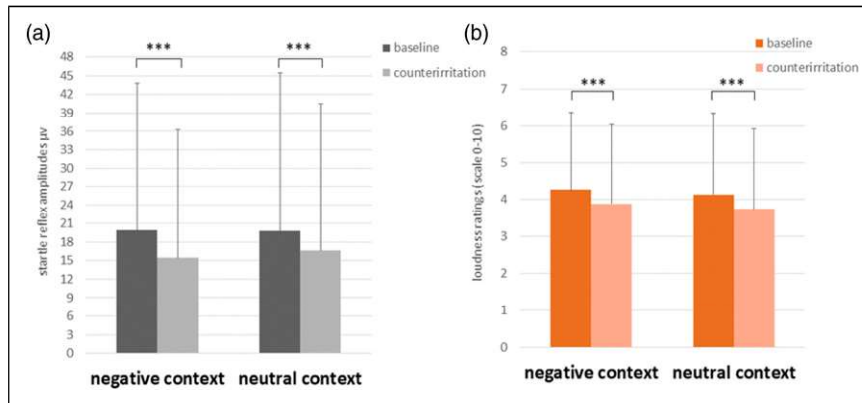 (a)
startle reflex amplitudes µv
48
45
42
39
36
33
30
27
24
21
18
15
12
9
6
3
0
***
***
baseline
counterirritation
negative context
neutral context
(b)
loudness ratings (scale 0-10)
8
7
6
5
4
3
2
1
0
***
***
baseline
counterirritation
negative context
neutral context